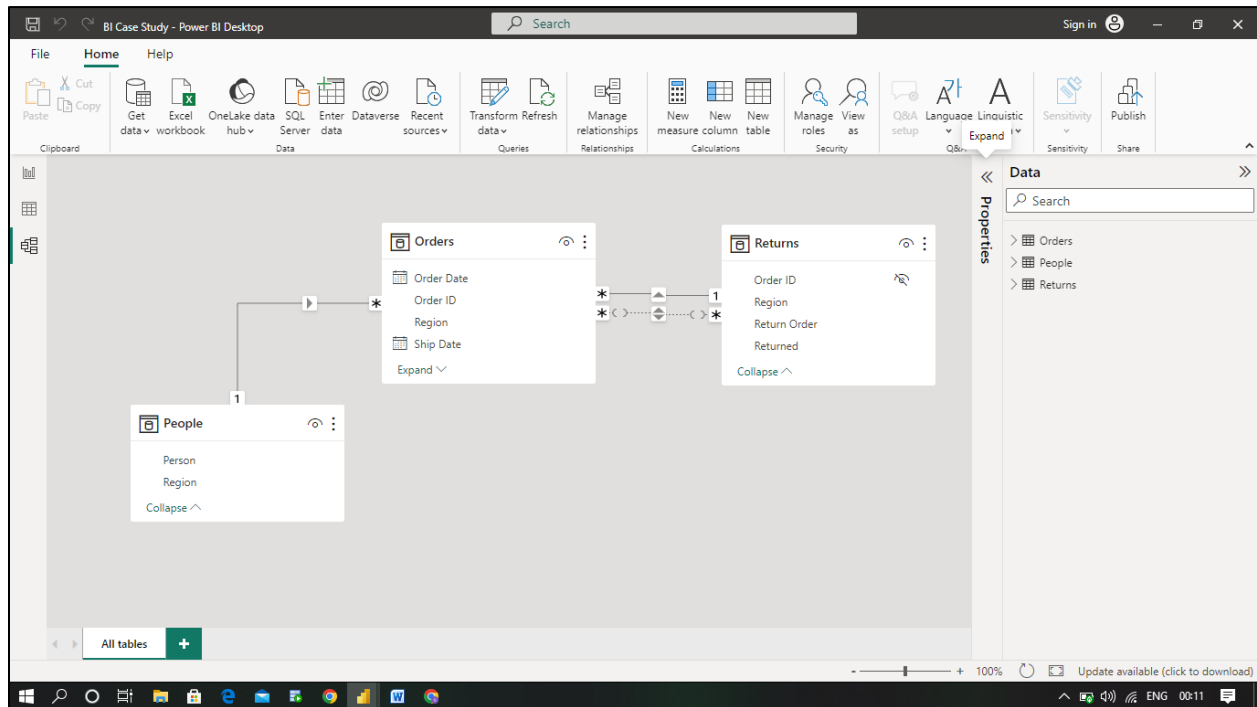 BI Case Study - Power BI Desktop
Search
Sign in
File Home Help
Paste
Cut
Copy
Clipboard
Get data
Excel workbook
OneLake data hub
SQL Server
Enter data
Dataverse
Recent sources
Data
Transform data
Refresh
Queries
Manage relationships
Relationships
New measure
New column
New table
Calculations
Manage roles
View as
Security
Q&A setup
Language
Linguistic
Expand
Sensitivity
Sensitivity
Publish
Share
Properties
Data
Search
Orders
People
Returns
Orders
Order Date
Order ID
Region
Ship Date
Expand
Returns
Order ID
Region
Return Order
Returned
Collapse
* 1
* *
*
1
People
Person
Region
Collapse
All tables +
- + 100% Update available (click to download)
ENG 00:11